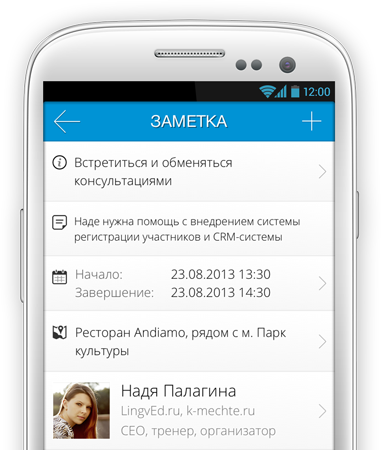 12:00
ЗАМЕТКА
Встретиться и обменяться
консультациями
Наде нужна помощь с внедрением системы
регистрации участников и CRM-системы
Начало: 23.08.2013 13:30
Завершение: 23.08.2013 14:30
Ресторан Andiamo, рядом с м. Парк
культуры
Надя Палагина
LingvEd.ru, k-mechte.ru
CEO, тренер, организатор